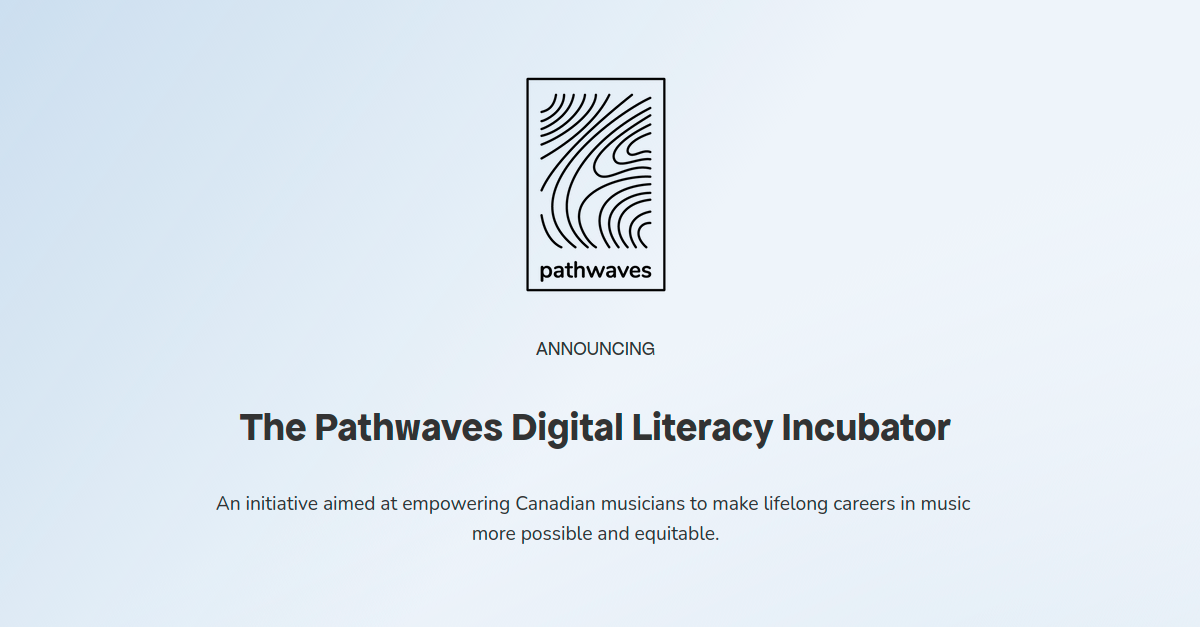 pathwaves
ANNOUNCING
The Pathwaves Digital Literacy Incubator
An initiative aimed at empowering Canadian musicians to make lifelong careers in music
more possible and equitable.